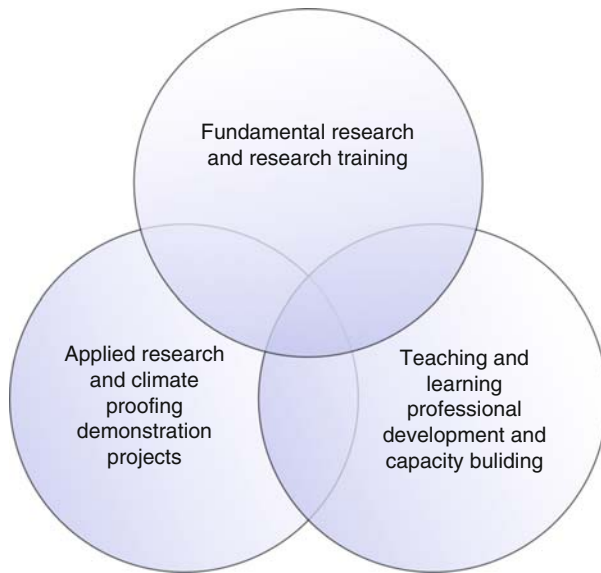 Fundamental research
and research training
Applied research
and climate
proofing
demonstration
projects
Teaching and
learning
professional
development and
capacity buliding